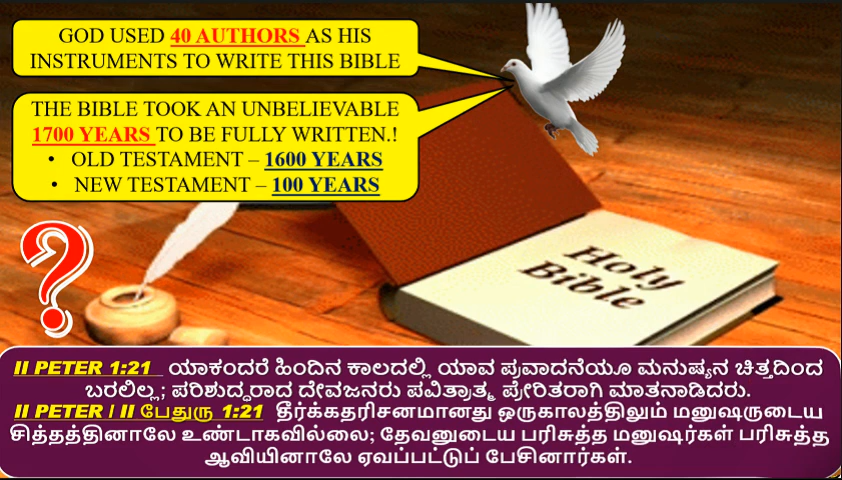 GOD USED 40 AUTHORS AS HIS
INSTRUMENTS TO WRITE THIS BIBLE
THE BIBLE TOOK AN UNBELIEVABLE
1700 YEARS TO BE FULLY WRITTEN.!
• OLD TESTAMENT – 1600 YEARS
• NEW TESTAMENT – 100 YEARS
?
Holy
Bible
II PETER 1:21 ಯಾಕಂದರೆ ಹಿಂದಿನ ಕಾಲದಲ್ಲಿ ಯಾವ ಪ್ರವಾದನೆಯೂ ಮನುಷ್ಯನ ಚಿತ್ತದಿಂದ
ಬರಲಿಲ್ಲ; ಪರಿಶುದ್ಧರಾದ ದೇವಜನರು ಪವಿತ್ರಾತ್ಮ ಪ್ರೇರಿತರಾಗಿ ಮಾತನಾಡಿದರು.
II PETER / II பேதுரு 1:21 தீர்க்கதரிசனமானது ஒருகாலத்திலும் மனுஷருடைய
சித்தத்தினாலே உண்டாகவில்லை; தேவனுடைய பரிசுத்த மனுஷர்கள் பரிசுத்த
ஆவியினாலே ஏவப்பட்டுப் பேசினார்கள்.